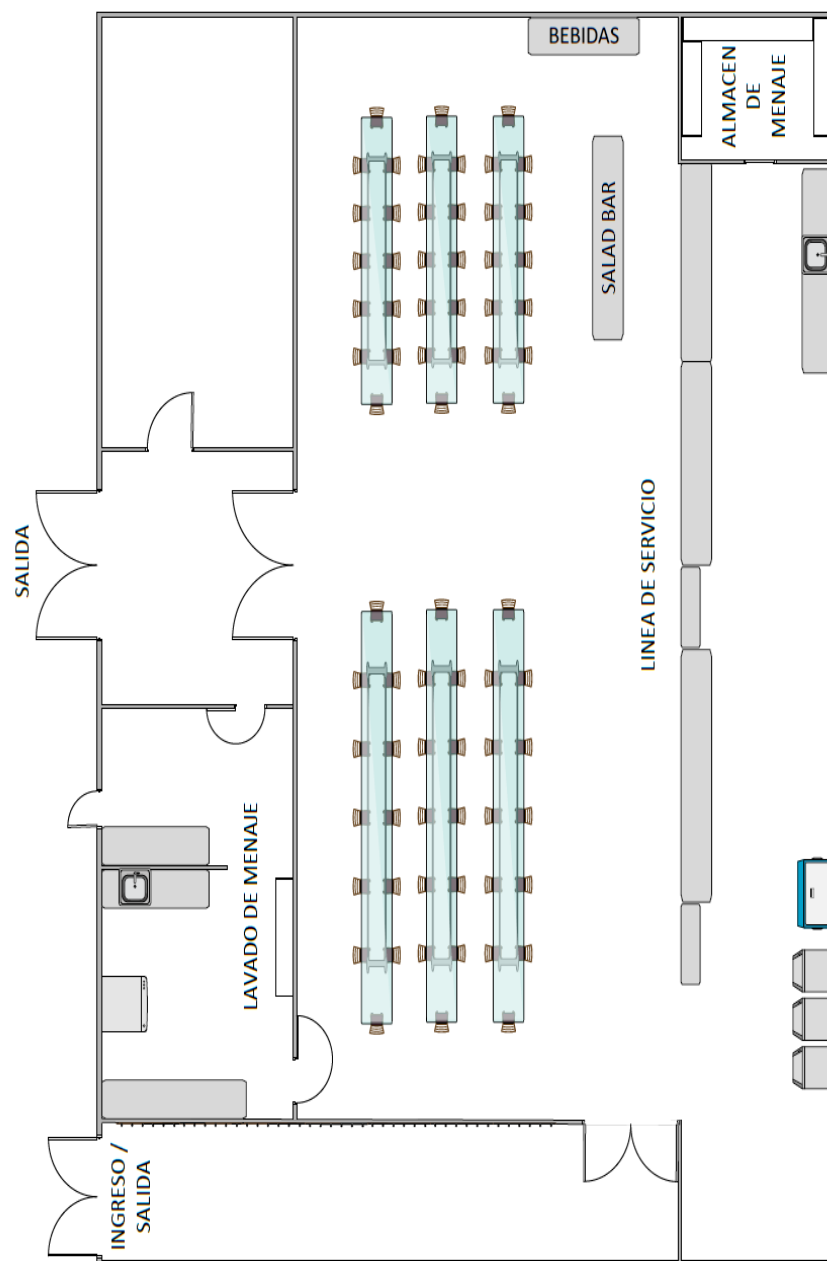 BEBIDAS
ALMACEN
DE
MENAJE
SALAD BAR
SALIDA
LINEA DE SERVICIO
LAVADO DE MENAJE
INGRESO /
SALIDA